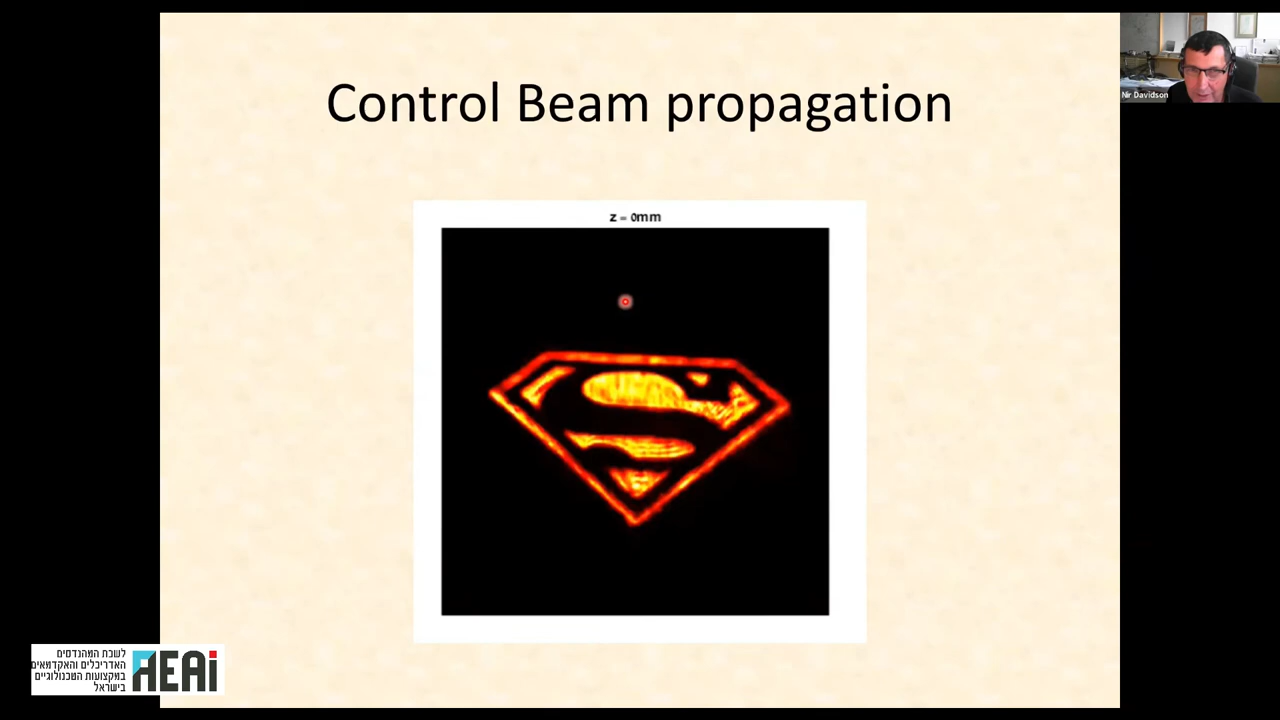 Control Beam propagation
z = 0mm
Nir Davidson
לשכת המהנדסים
האדריכלים והאקדמאים
במקצועות הטכנולוגיים
בישראל
AEAi